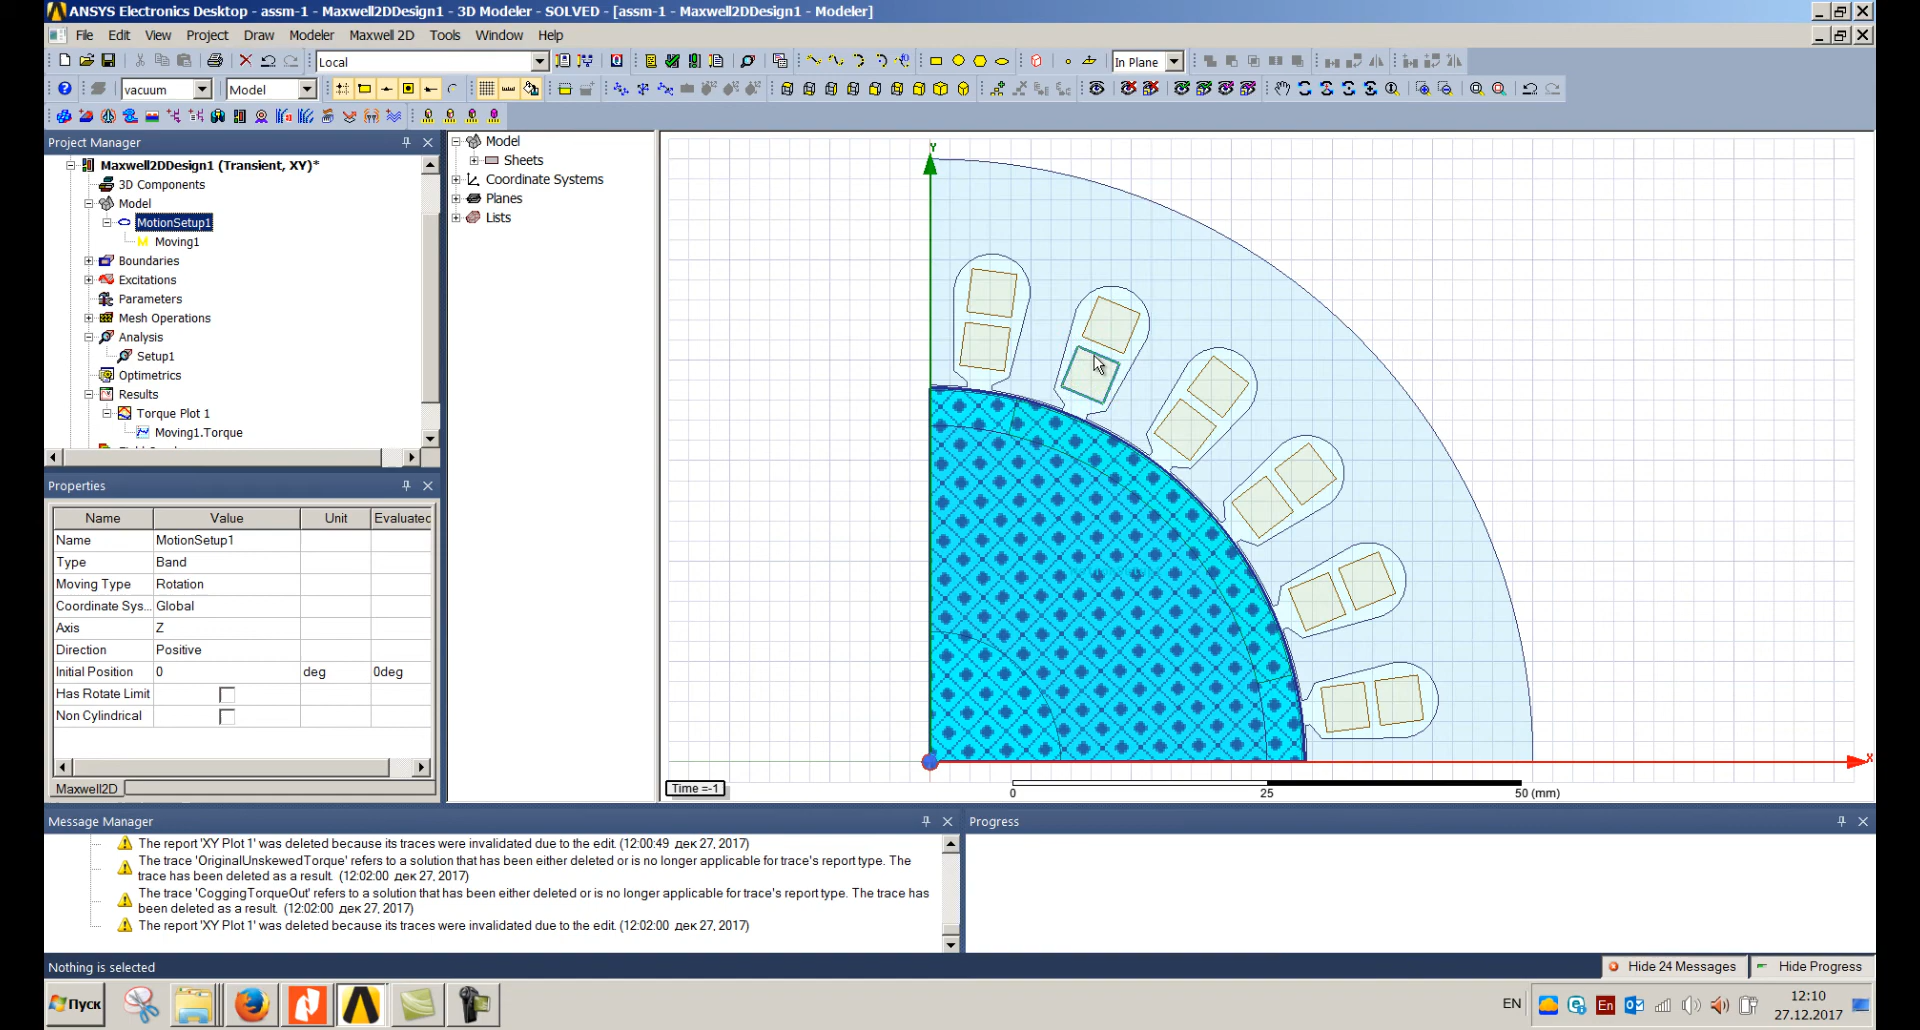 ANSYS Electronics Desktop - assm-1 - Maxwell2DDesign1 - 3D Modeler - SOLVED - [assm-1 - Maxwell2DDesign1 - Modeler]
File Edit View Project Draw Modeler Maxwell 2D Tools Window Help
Local
In Plane
vacuum
Model
Project Manager
Maxwell2DDesign1 (Transient, XY)*
3D Components
Model
MotionSetup1
Moving1
Boundaries
Excitations
Parameters
Mesh Operations
Analysis
Setup1
Optimetrics
Results
Torque Plot 1
Moving1.Torque
Model
Sheets
Coordinate Systems
Planes
Lists
Properties
Name Value Unit Evaluated
Name MotionSetup1
Type Band
Moving Type Rotation
Coordinate Sys... Global
Axis Z
Direction Positive
Initial Position 0 deg 0deg
Has Rotate Limit
Non Cylindrical
Maxwell2D
Y
X
Time =-1
0 25 50 (mm)
Message Manager
The report 'XY Plot 1' was deleted because its traces were invalidated due to the edit. (12:00:49 дек 27, 2017)
The trace 'OriginalUnskewedTorque' refers to a solution that has been either deleted or is no longer applicable for trace's report type. The
trace has been deleted as a result. (12:02:00 дек 27, 2017)
The trace 'CoggingTorqueOut' refers to a solution that has been either deleted or is no longer applicable for trace's report type. The trace has
been deleted as a result. (12:02:00 дек 27, 2017)
The report 'XY Plot 1' was deleted because its traces were invalidated due to the edit. (12:02:00 дек 27, 2017)
Progress
Nothing is selected
Hide 24 Messages
Hide Progress
Пуск
EN
En
12:10
27.12.2017